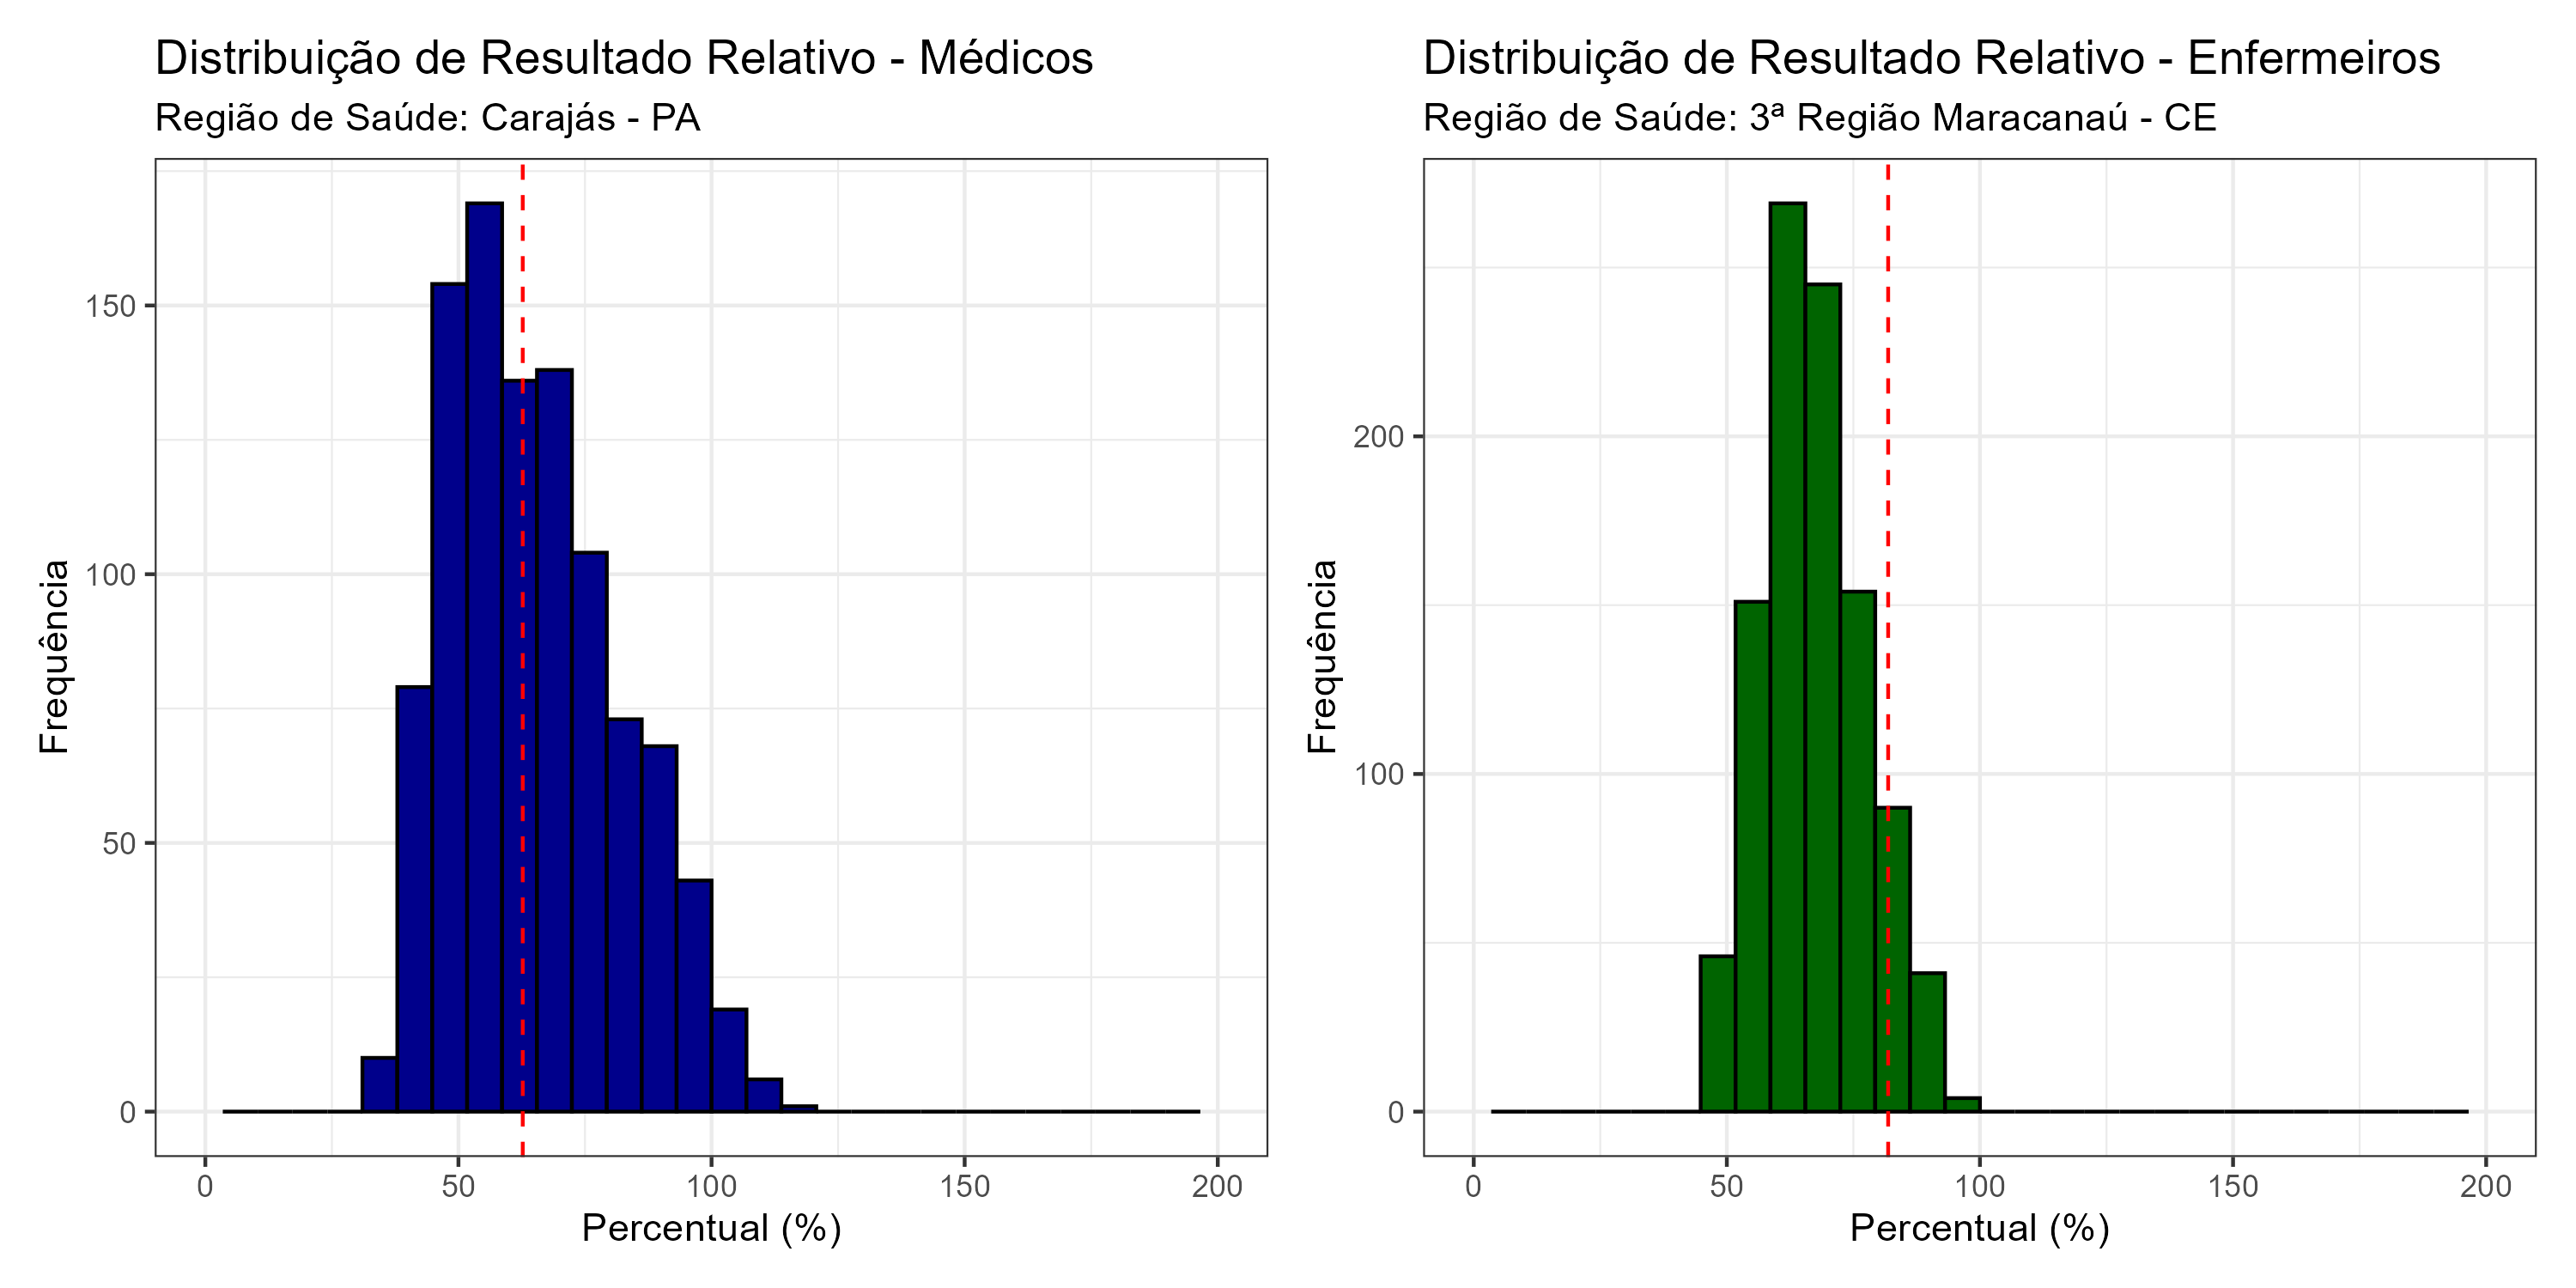 Distribuição de Resultado Relativo - Médicos
Região de Saúde: Carajás - PA
150
100
50
0
Frequência
0 50 100 150 200
Percentual (%)
Distribuição de Resultado Relativo - Enfermeiros
Região de Saúde: 3ª Região Maracanaú - CE
200
100
0
Frequência
0 50 100 150 200
Percentual (%)